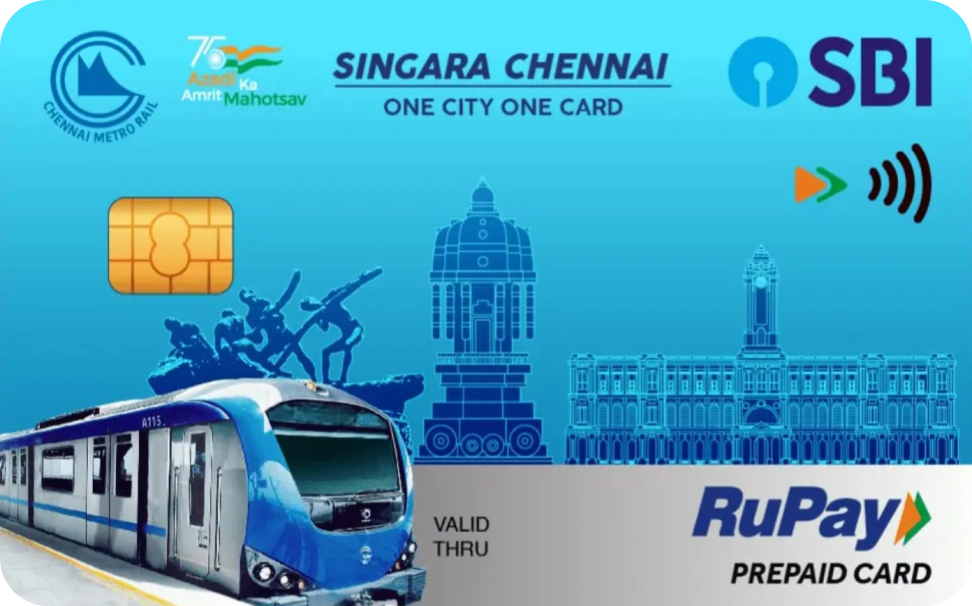 CHENNAI METRO RAIL
75
Azadi Ka
Amrit Mahotsav
SINGARA CHENNAI
ONE CITY ONE CARD
SBI
A115
VALID
THRU
RuPay
PREPAID CARD